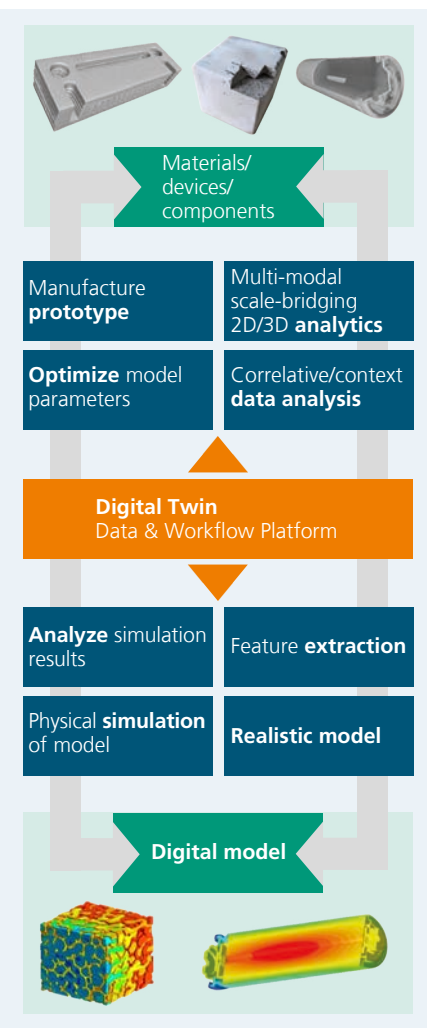 Materials/
devices/
components
Manufacture
prototype
Multi-modal
scale-bridging
2D/3D analytics
Optimize model
parameters
Correlative/context
data analysis
Digital Twin
Data & Workflow Platform
Analyze simulation
results
Feature extraction
Physical simulation
of model
Realistic model
Digital model